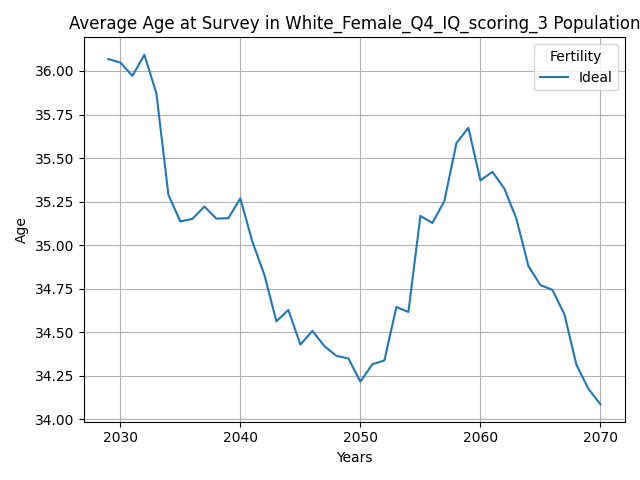 Average Age at Survey in White_Female_Q4_IQ_scoring_3 Population
Fertility
Ideal
36.00
35.75
35.50
35.25
35.00
34.75
34.50
34.25
34.00
Age
2030 2040 2050 2060 2070
Years